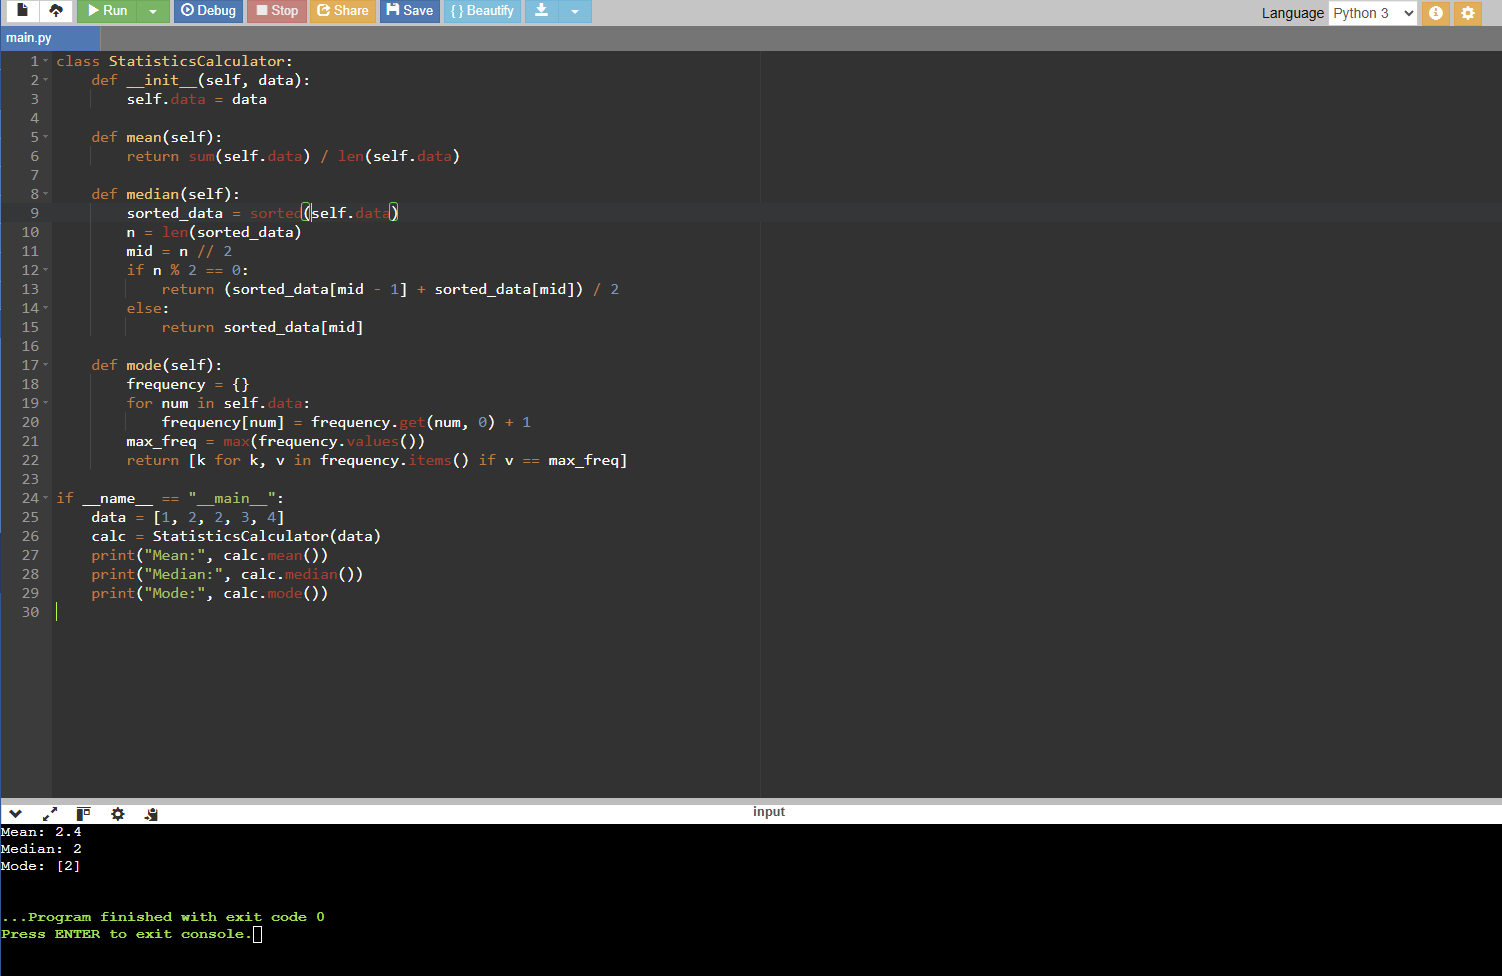 Run Debug Stop Share Save { } Beautify Language Python 3
main.py
1 class StatisticsCalculator:
2     def __init__(self, data):
3         self.data = data
4
5     def mean(self):
6         return sum(self.data) / len(self.data)
7
8     def median(self):
9         sorted_data = sorted(self.data)
10         n = len(sorted_data)
11         mid = n // 2
12         if n % 2 == 0:
13             return (sorted_data[mid - 1] + sorted_data[mid]) / 2
14         else:
15             return sorted_data[mid]
16
17     def mode(self):
18         frequency = {}
19         for num in self.data:
20             frequency[num] = frequency.get(num, 0) + 1
21         max_freq = max(frequency.values())
22         return [k for k, v in frequency.items() if v == max_freq]
23
24 if __name__ == "__main__":
25     data = [1, 2, 2, 3, 4]
26     calc = StatisticsCalculator(data)
27     print("Mean:", calc.mean())
28     print("Median:", calc.median())
29     print("Mode:", calc.mode())
30
input
Mean: 2.4
Median: 2
Mode: [2]
...Program finished with exit code 0
Press ENTER to exit console.